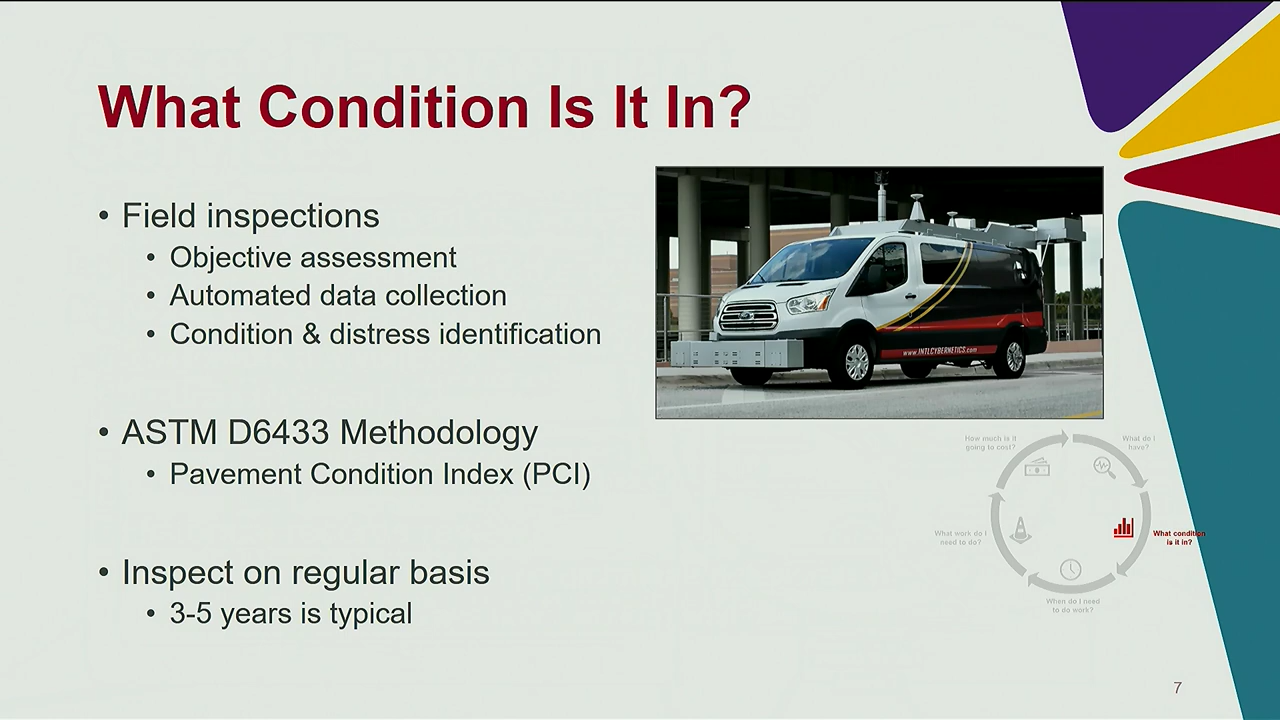 What Condition Is It In?
• Field inspections
• Objective assessment
• Automated data collection
• Condition & distress identification
• ASTM D6433 Methodology
• Pavement Condition Index (PCI)
• Inspect on regular basis
• 3-5 years is typical
www.INTLCYBERNETICS.com
How much is it
going to cost?
What do I
have?
What work do I
need to do?
What condition
is it in?
When do I need
to do work?
7